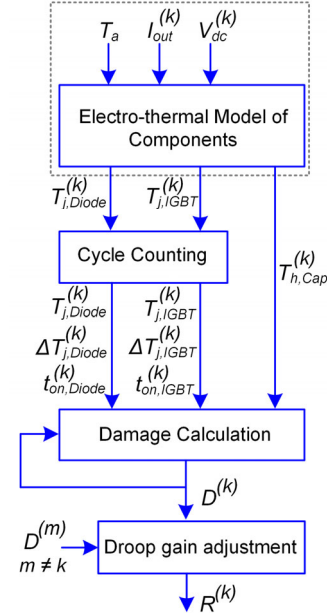 T_a I_out^(k) V_dc^(k)
Electro-thermal Model of
Components
T_j,Diode^(k) T_j,IGBT^(k)
T_h,Cap^(k)
Cycle Counting
T_j,Diode^(k) T_j,IGBT^(k)
ΔT_j,Diode^(k) ΔT_j,IGBT^(k)
t_on,Diode^(k) t_on,IGBT^(k)
Damage Calculation
D^(k)
D^(m)
m ≠ k
Droop gain adjustment
R^(k)